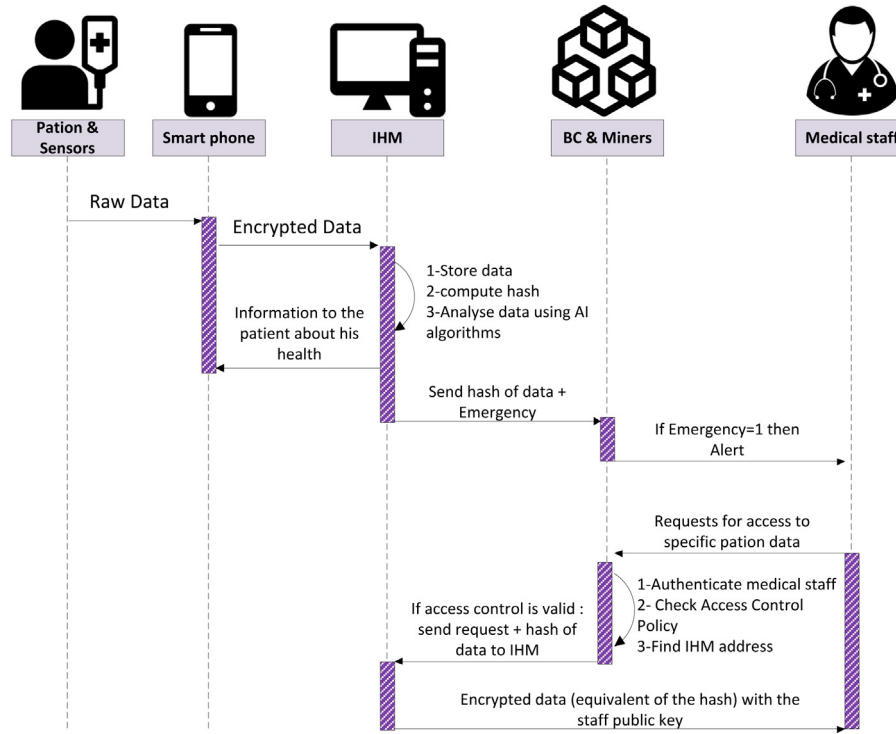 Pation &
Sensors
Smart phone
IHM
BC & Miners
Medical staff
Raw Data
Encrypted Data
1-Store data
2-compute hash
3-Analyse data using AI
algorithms
Information to the
patient about his
health
Send hash of data +
Emergency
If Emergency=1 then
Alert
Requests for access to
specific pation data
1-Authenticate medical staff
2- Check Access Control
Policy
3-Find IHM address
If access control is valid :
send request + hash of
data to IHM
Encrypted data (equivalent of the hash) with the
staff public key